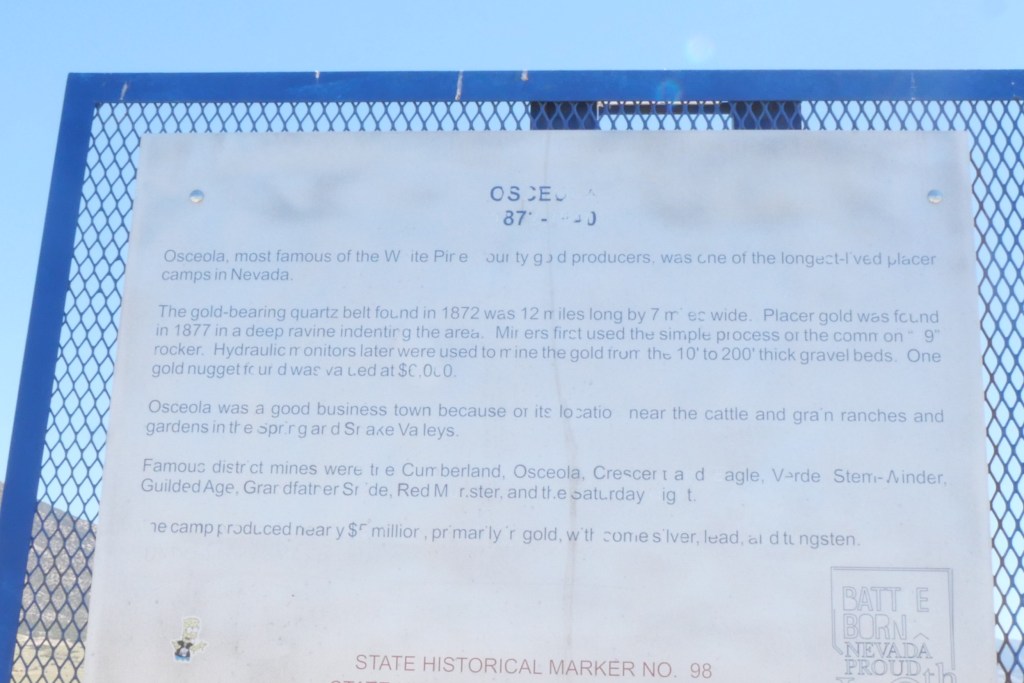 OSCEOLA
Osceola, most famous of the White Pine County gold producers, was one of the longest-lived placer
camps in Nevada.
The gold-bearing quartz belt found in 1872 was 12 miles long by 7 miles wide. Placer gold was found
in 1877 in a deep ravine indenting the area. Miners first used the simple process of the common 9"
rocker. Hydraulic monitors later were used to mine the gold from the 10' to 200' thick gravel beds. One
gold nugget found was valued at $6,000.
Osceola was a good business town because of its location near the cattle and grain ranches and
gardens in the Spring and Snake Valleys.
Famous district mines were the Cumberland, Osceola, Crescent and Eagle, Verde, Stem-Winder,
Guilded Age, Grandfather Snide, Red Monster, and the Saturday Night.
The camp produced nearly $5 million, primarily in gold, with some silver, lead, and tungsten.
BATTLE
BORN
NEVADA
PROUD
STATE HISTORICAL MARKER NO. 98